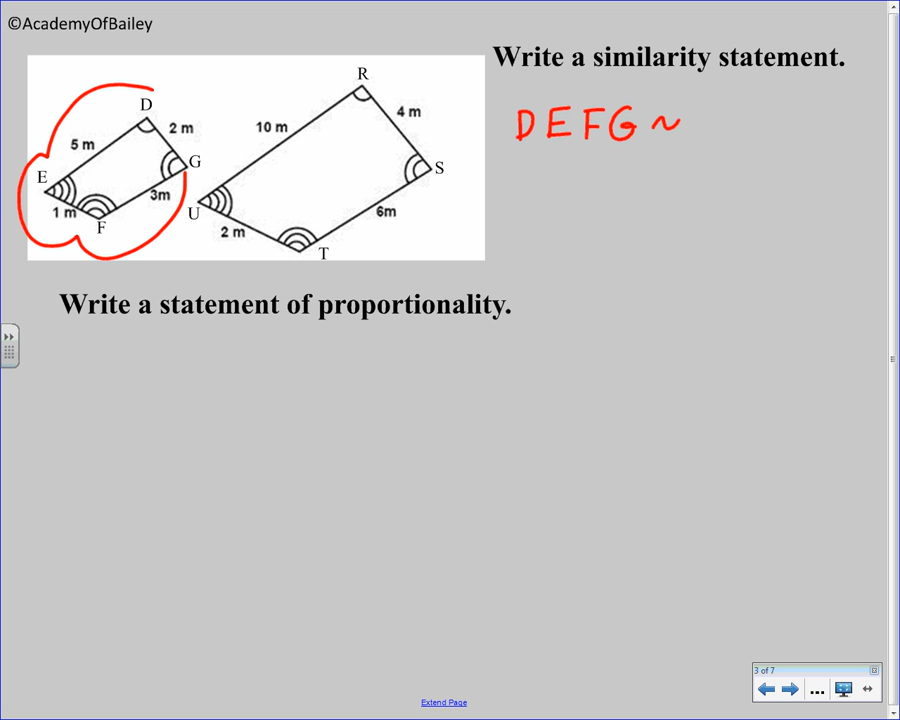 ©AcademyOfBailey
Write a similarity statement.
DEFG ~
R
D
10 m
4 m
5 m
2 m
E
G
S
1 m
3m
U
6m
F
2 m
T
Write a statement of proportionality.
3 of 7
...
Extend Page